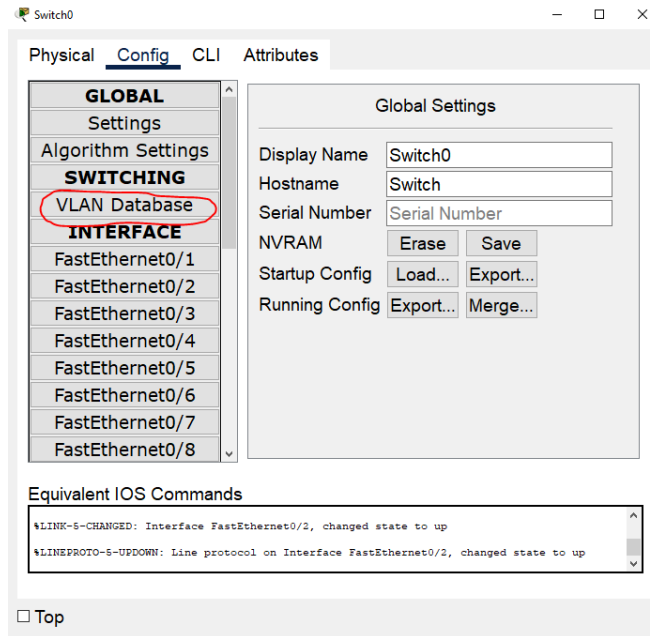 Switch0
Physical Config CLI Attributes
GLOBAL
Settings
Algorithm Settings
SWITCHING
VLAN Database
INTERFACE
FastEthernet0/1
FastEthernet0/2
FastEthernet0/3
FastEthernet0/4
FastEthernet0/5
FastEthernet0/6
FastEthernet0/7
FastEthernet0/8
Global Settings
Display Name Switch0
Hostname Switch
Serial Number Serial Number
NVRAM Erase Save
Startup Config Load... Export...
Running Config Export... Merge...
Equivalent IOS Commands
%LINK-5-CHANGED: Interface FastEthernet0/2, changed state to up
%LINEPROTO-5-UPDOWN: Line protocol on Interface FastEthernet0/2, changed state to up
Top